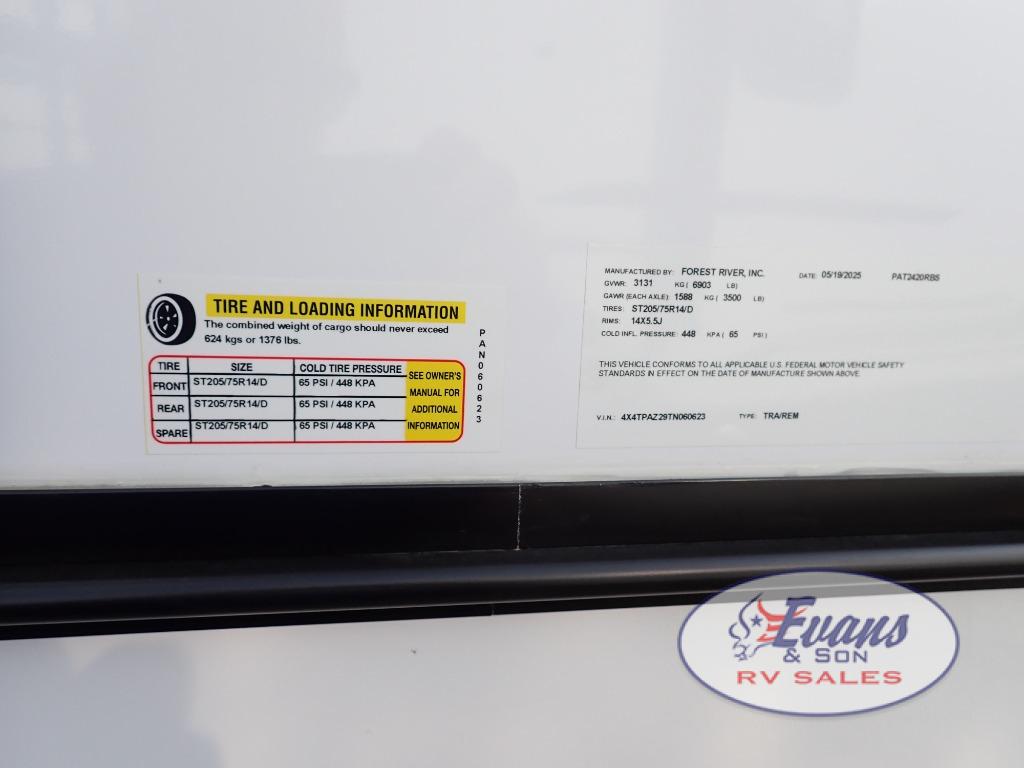 TIRE AND LOADING INFORMATION
The combined weight of cargo should never exceed
624 kgs or 1376 lbs.
TIRE SIZE COLD TIRE PRESSURE
FRONT ST205/75R14/D 65 PSI / 448 KPA
REAR ST205/75R14/D 65 PSI / 448 KPA
SPARE ST205/75R14/D 65 PSI / 448 KPA
SEE OWNER'S
MANUAL FOR
ADDITIONAL
INFORMATION
PAN060623
MANUFACTURED BY: FOREST RIVER, INC. DATE: 05/19/2025 PAT2420RBS
GVWR: 3131 KG ( 6903 LB)
GAWR (EACH AXLE): 1588 KG ( 3500 LB)
TIRES: ST205/75R14/D
RIMS: 14X5.5J
COLD INFL. PRESSURE: 448 KPA ( 65 PSI )
THIS VEHICLE CONFORMS TO ALL APPLICABLE U.S. FEDERAL MOTOR VEHICLE SAFETY
STANDARDS IN EFFECT ON THE DATE OF MANUFACTURE SHOWN ABOVE.
V.I.N.: 4X4TPAZ29TN060623 TYPE: TRA/REM
Evans
& SON
RV SALES